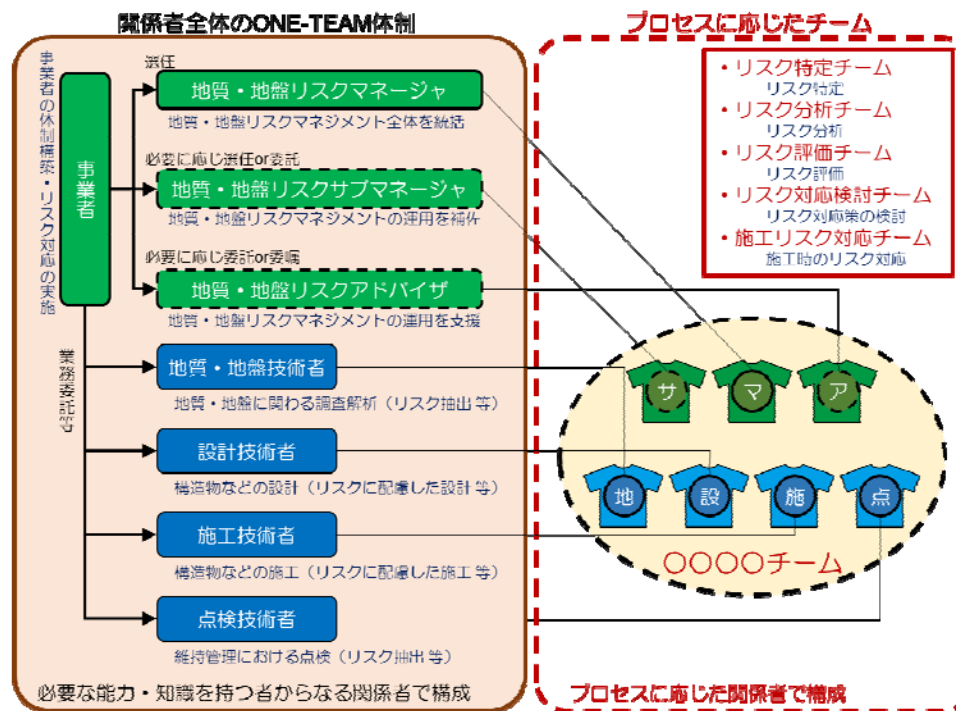 関係者全体のONE-TEAM体制
事業者の体制構築・リスク対応の実施
事業者
選任
地質・地盤リスクマネージャ
地質・地盤リスクマネジメント全体を統括
必要に応じ選任or委託
地質・地盤リスクサブマネージャ
地質・地盤リスクマネジメントの運用を補佐
必要に応じ委託or委嘱
地質・地盤リスクアドバイザ
地質・地盤リスクマネジメントの運用を支援
業務委託等
地質・地盤技術者
地質・地盤に関わる調査解析（リスク抽出 等）
設計技術者
構造物などの設計（リスクに配慮した設計 等）
施工技術者
構造物などの施工（リスクに配慮した施工 等）
点検技術者
維持管理における点検（リスク抽出 等）
必要な能力・知識を持つ者からなる関係者で構成
プロセスに応じたチーム
・リスク特定チーム
リスク特定
・リスク分析チーム
リスク分析
・リスク評価チーム
リスク評価
・リスク対応検討チーム
リスク対応策の検討
・施工リスク対応チーム
施工時のリスク対応
サ マ ア
地 設 施 点
〇〇〇〇チーム
プロセスに応じた関係者で構成